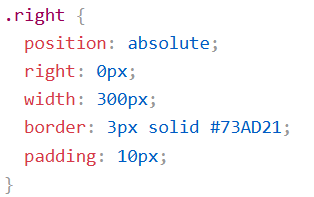 .right {
  position: absolute;
  right: 0px;
  width: 300px;
  border: 3px solid #73AD21;
  padding: 10px;
}